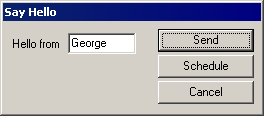 Say Hello
Hello from George
Send
Schedule
Cancel